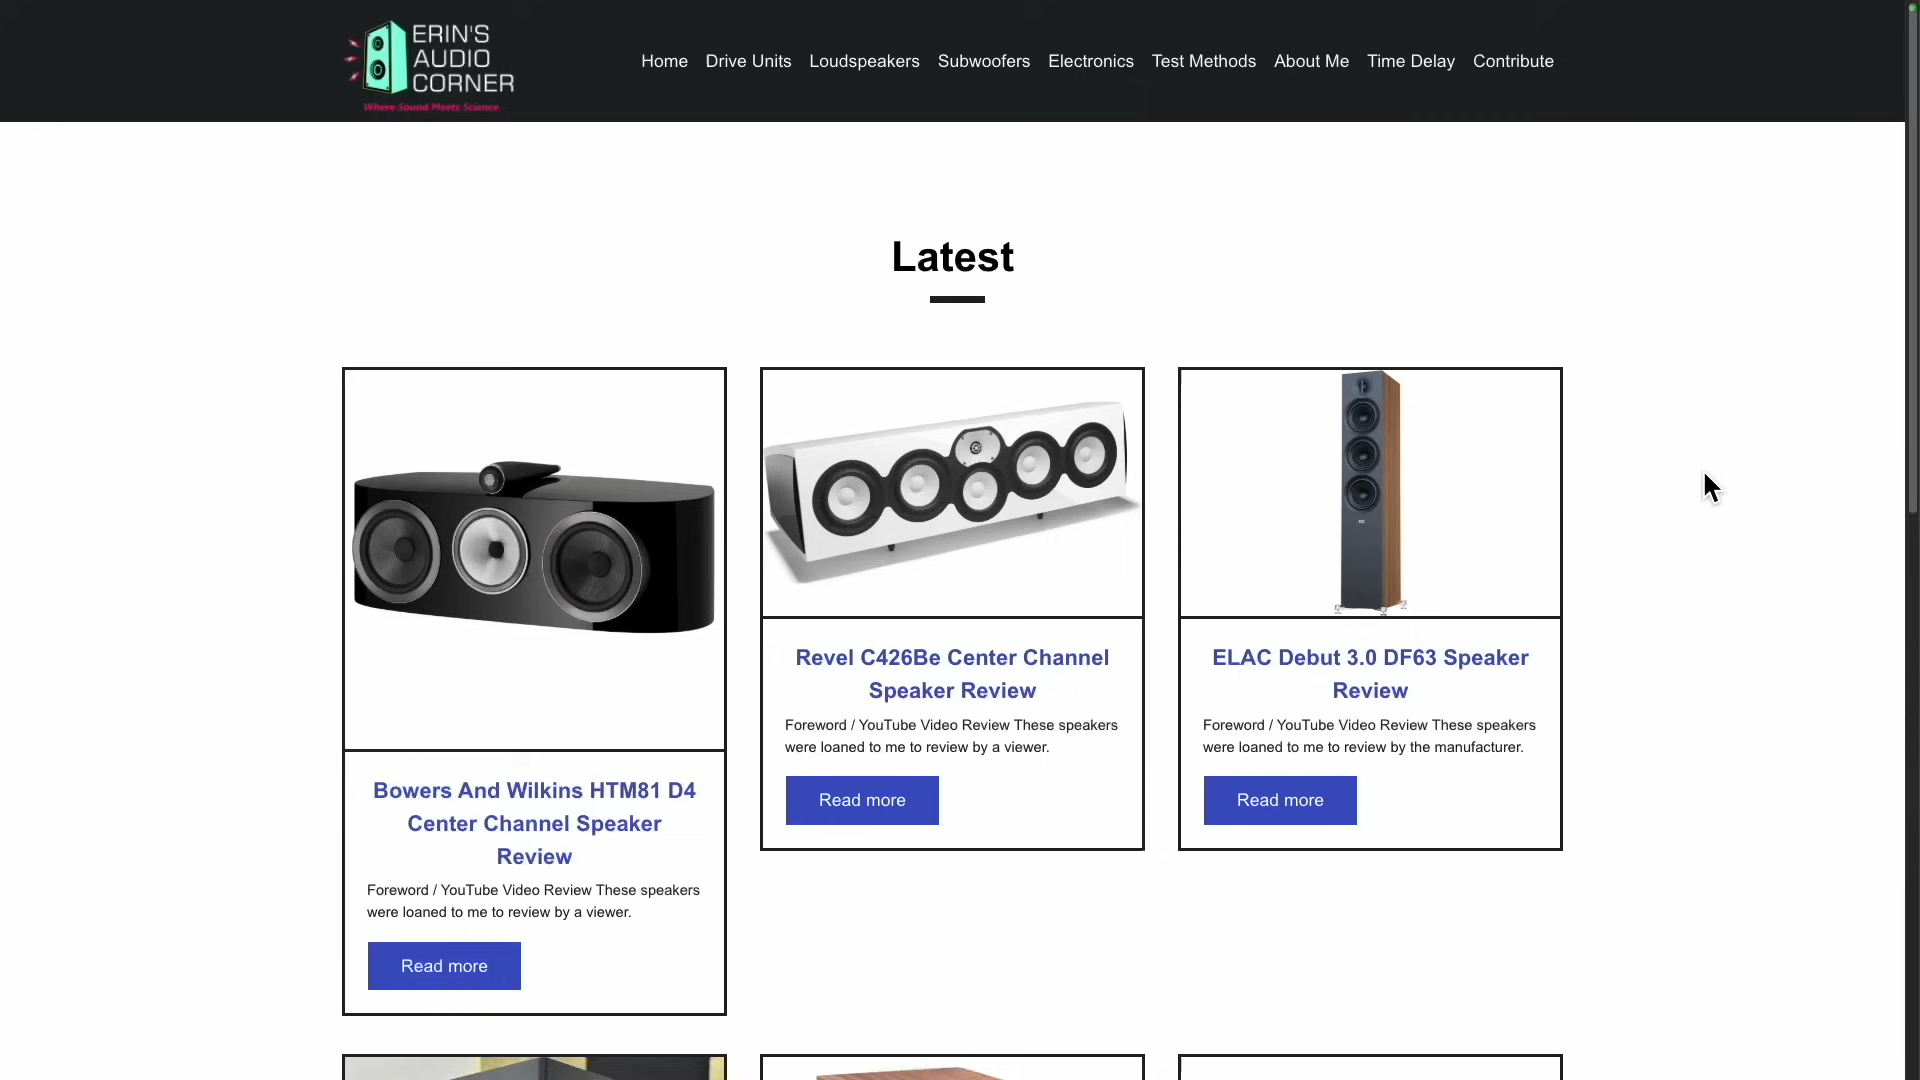 ERIN'S
AUDIO
CORNER
Where Sound Meets Science
Home Drive Units Loudspeakers Subwoofers Electronics Test Methods About Me Time Delay Contribute
Latest
Bowers And Wilkins HTM81 D4
Center Channel Speaker
Review
Foreword / YouTube Video Review These speakers
were loaned to me to review by a viewer.
Read more
Revel C426Be Center Channel
Speaker Review
Foreword / YouTube Video Review These speakers
were loaned to me to review by a viewer.
Read more
ELAC Debut 3.0 DF63 Speaker
Review
Foreword / YouTube Video Review These speakers
were loaned to me to review by the manufacturer.
Read more